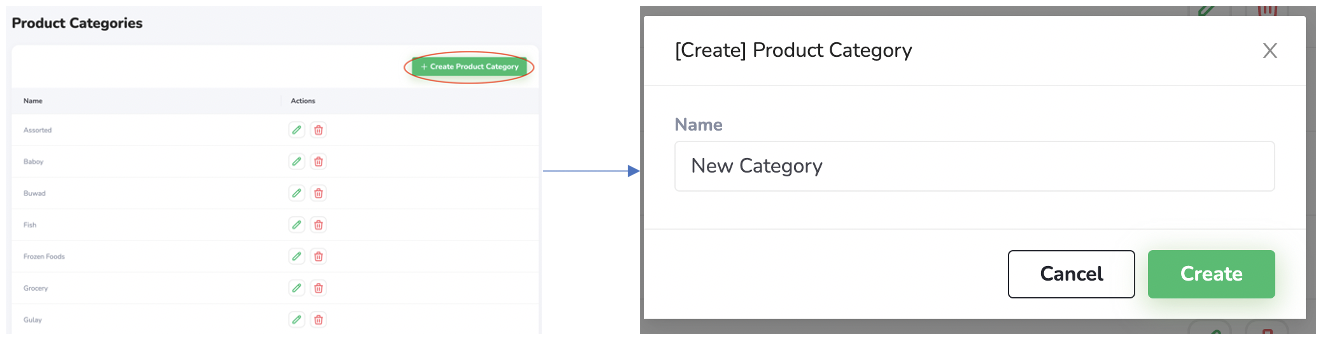 Product Categories
+ Create Product Category
Name Actions
Assorted
Baboy
Buwad
Fish
Frozen Foods
Grocery
Gulay
[Create] Product Category
Name
New Category
Cancel Create